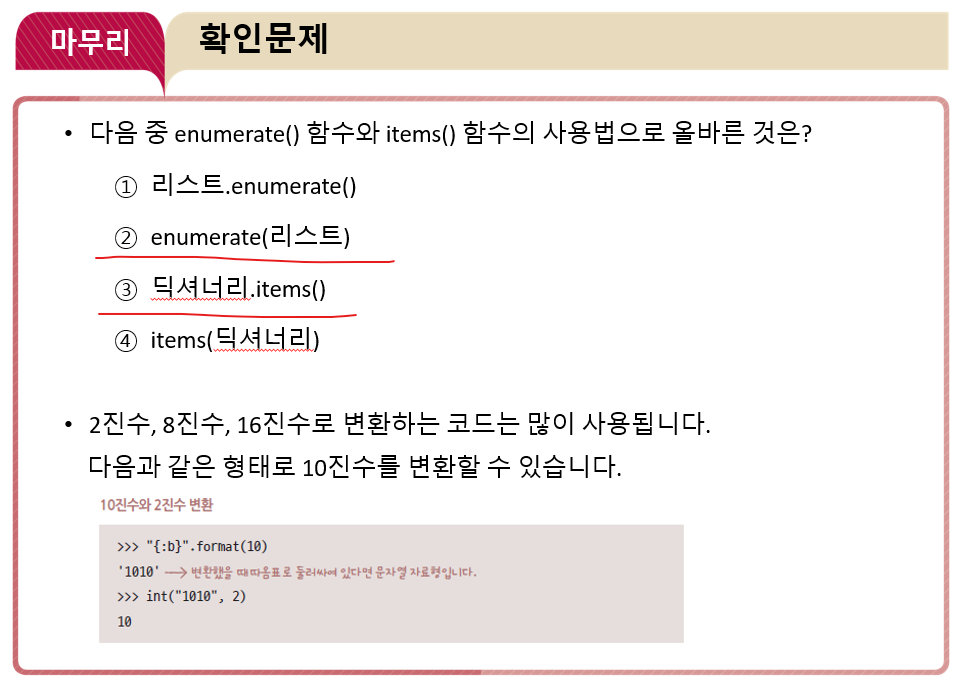 마무리
확인문제
• 다음 중 enumerate() 함수와 items() 함수의 사용법으로 올바른 것은?
① 리스트.enumerate()
② enumerate(리스트)
③ 딕셔너리.items()
④ items(딕셔너리)
• 2진수, 8진수, 16진수로 변환하는 코드는 많이 사용됩니다.
다음과 같은 형태로 10진수를 변환할 수 있습니다.
10진수와 2진수 변환
>>> "{:b}".format(10)
'1010' → 변환했을 때 따옴표로 둘러싸여 있다면 문자열 자료형입니다.
>>> int("1010", 2)
10